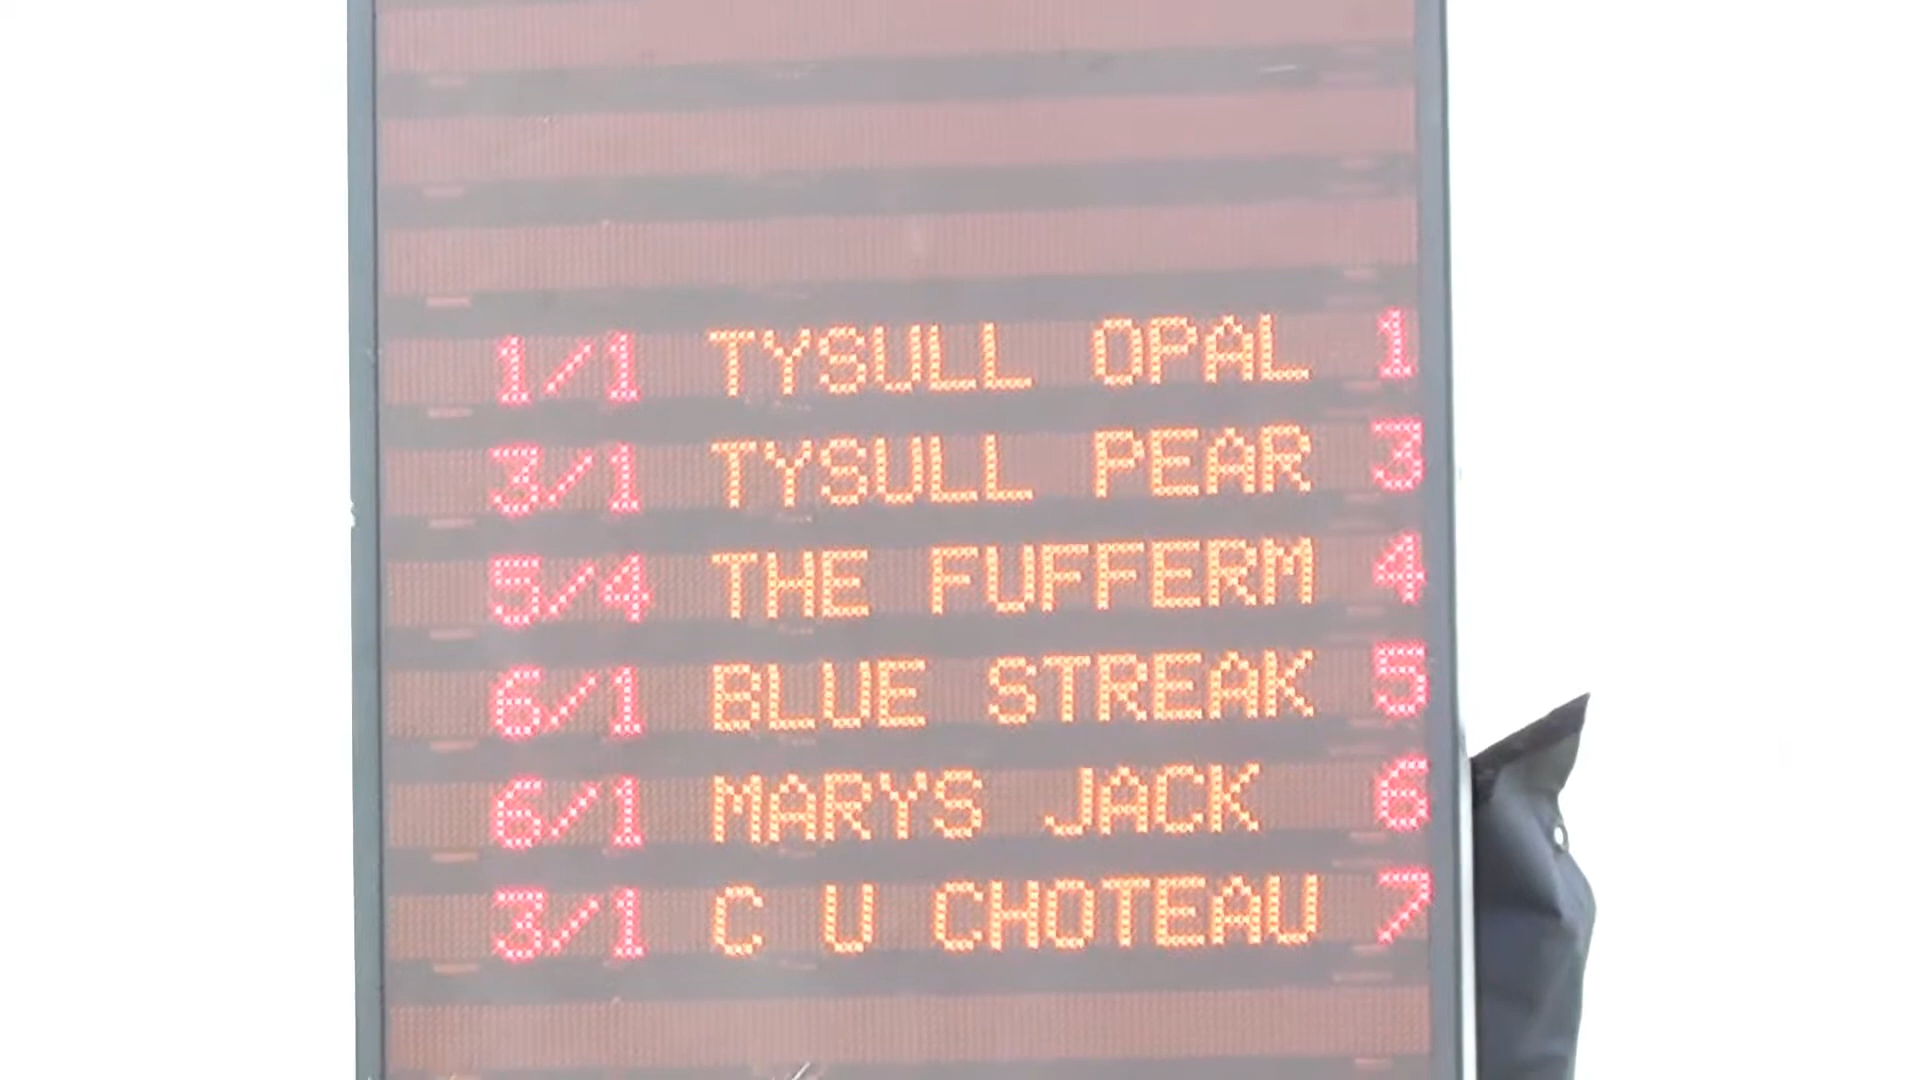 1/1 TYSULL OPAL 1
3/1 TYSULL PEAR 3
5/4 THE FUFFERM 4
6/1 BLUE STREAK 5
6/1 MARYS JACK 6
3/1 C U CHOTEAU 7